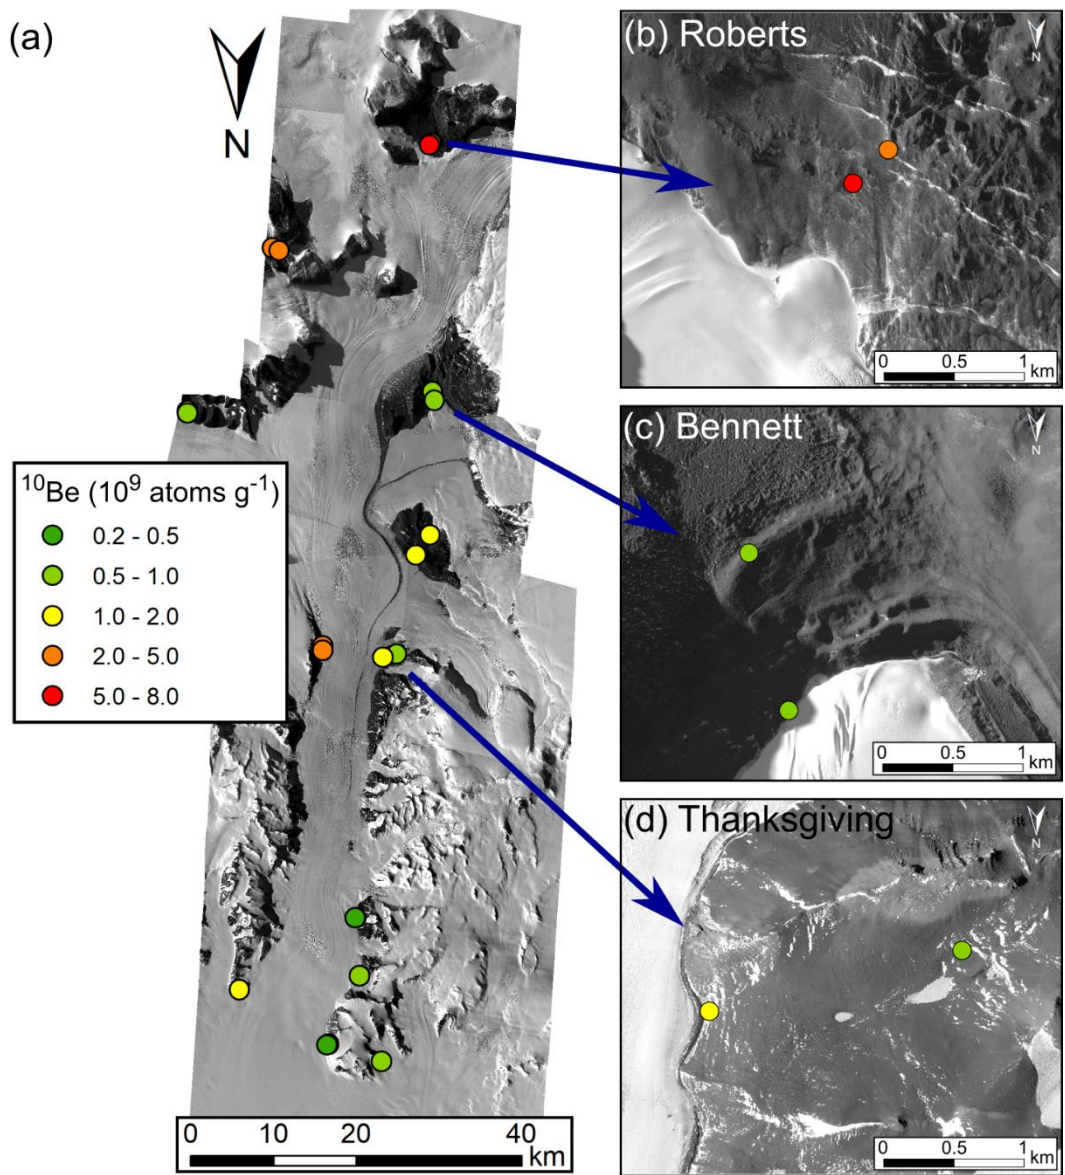 (a)
N
¹⁰Be (10⁹ atoms g⁻¹)
0.2 - 0.5
0.5 - 1.0
1.0 - 2.0
2.0 - 5.0
5.0 - 8.0
0 10 20 40
km
(b) Roberts
N
0 0.5 1
km
(c) Bennett
N
0 0.5 1
km
(d) Thanksgiving
N
0 0.5 1
km